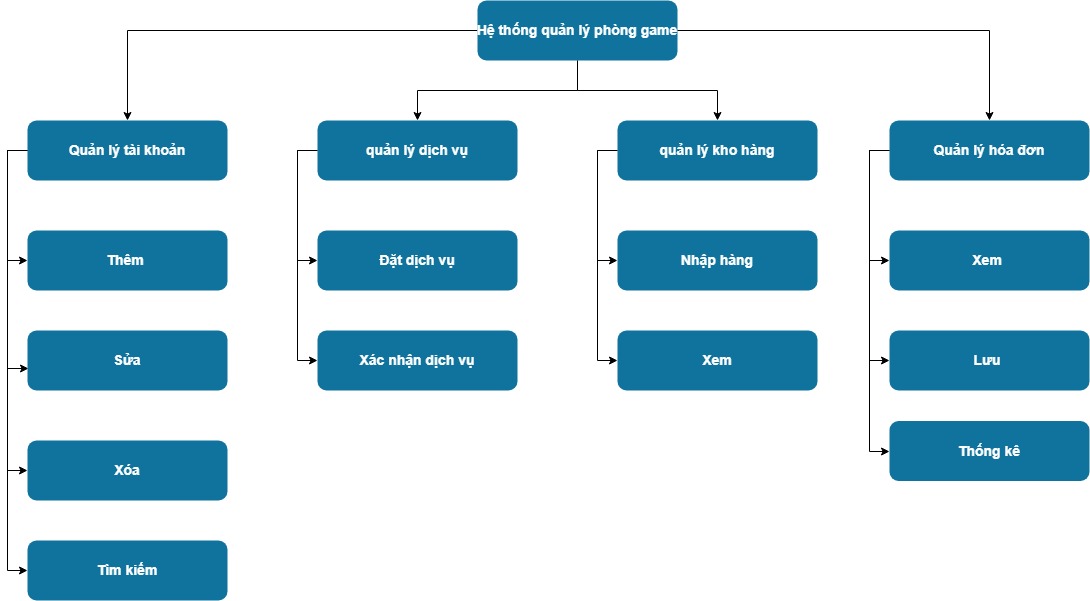 Hệ thống quản lý phòng game
Quản lý tài khoản
quản lý dịch vụ
quản lý kho hàng
Quản lý hóa đơn
Thêm
Đặt dịch vụ
Nhập hàng
Xem
Sửa
Xác nhận dịch vụ
Xem
Lưu
Xóa
Thống kê
Tìm kiếm